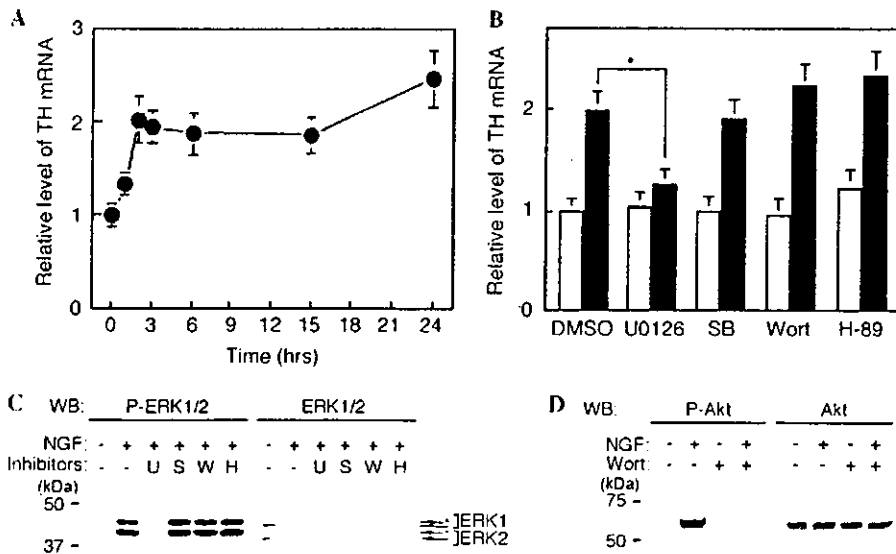 A
Relative level of TH mRNA
3
2
1
0
0 3 6 9 12 15 18 21 24
Time (hrs)
B
Relative level of TH mRNA
2
1
0
*
DMSO U0126 SB Wort H-89
C WB: P-ERK1/2 ERK1/2
NGF: - + + + + + - + + + + +
Inhibitors: - - U S W H - - U S W H
(kDa)
50
37
]ERK1
]ERK2
D WB: P-Akt Akt
NGF: - + - + - + - +
Wort: - - + + - - + +
(kDa)
75
50